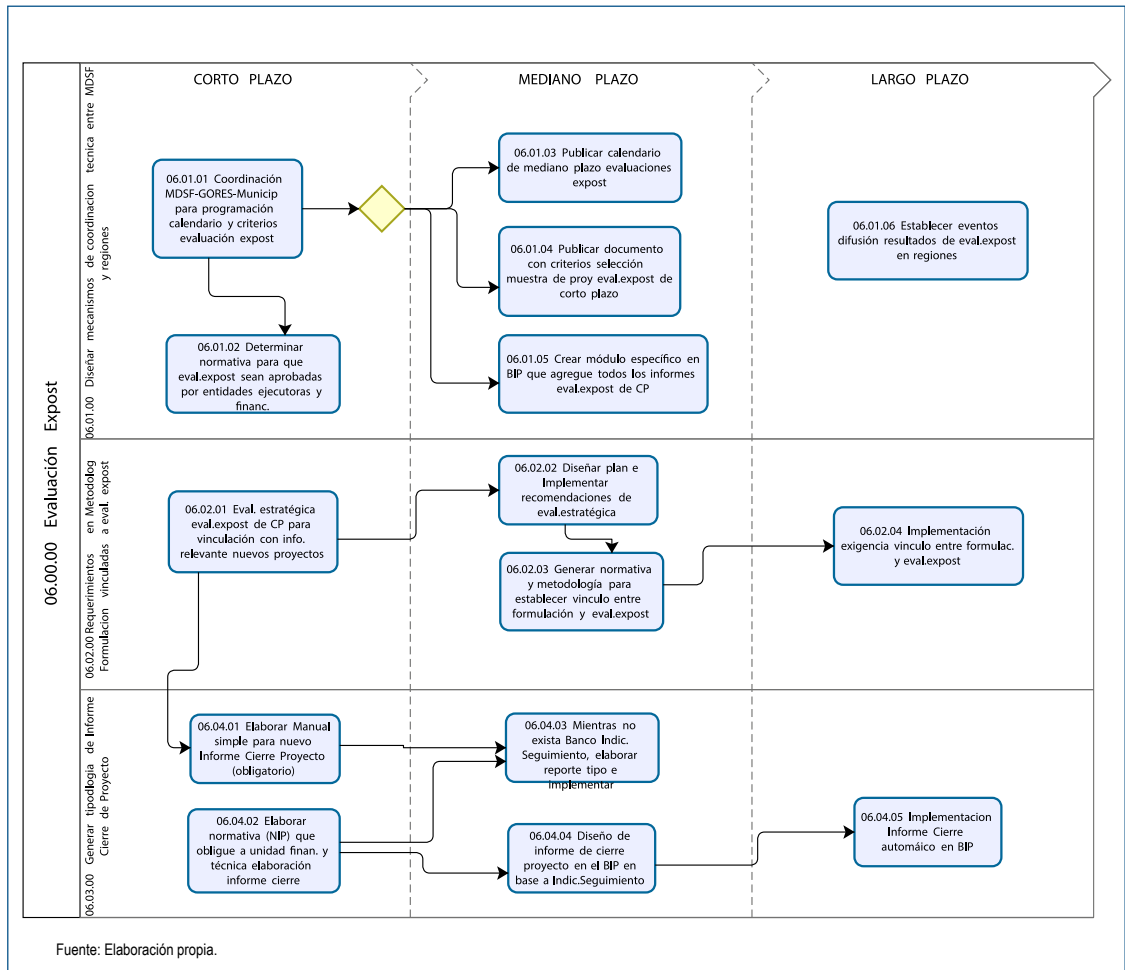 CORTO PLAZO
MEDIANO PLAZO
LARGO PLAZO
06.00.00 Evaluación Expost
06.01.00 Diseñar mecanismos de coordinacion tecnica entre MDSF
y regiones
06.01.01 Coordinación
MDSF-GORES-Municip
para programación
calendario y criterios
evaluación expost
06.01.02 Determinar
normativa para que
eval.expost sean aprobadas
por entidades ejecutoras y
financ.
06.01.03 Publicar calendario
de mediano plazo evaluaciones
expost
06.01.04 Publicar documento
con criterios selección
muestra de proy eval.expost de
corto plazo
06.01.05 Crear módulo específico en
BIP que agregue todos los informes
eval.expost de CP
06.01.06 Establecer eventos
difusión resultados de eval.expost
en regiones
06.02.00 Requerimientos en Metodolog
Formulacion vinculadas a eval. expost
06.02.01 Eval. estratégica
eval.expost de CP para
vinculación con info.
relevante nuevos proyectos
06.02.02 Diseñar plan e
Implementar
recomendaciones de
eval.estratégica
06.02.03 Generar normativa
y metodología para
establecer vinculo entre
formulación y eval.expost
06.02.04 Implementación
exigencia vinculo entre formulac.
y eval.expost
06.03.00 Generar tipologia de Informe
Cierre de Proyecto
06.04.01 Elaborar Manual
simple para nuevo
Informe Cierre Proyecto
(obligatorio)
06.04.02 Elaborar
normativa (NIP) que
obligue a unidad finan. y
técnica elaboración
informe cierre
06.04.03 Mientras no
exista Banco Indic.
Seguimiento, elaborar
reporte tipo e
implementar
06.04.04 Diseño de
informe de cierre
proyecto en el BIP en
base a Indic.Seguimiento
06.04.05 Implementacion
Informe Cierre
automáico en BIP
Fuente: Elaboración propia.